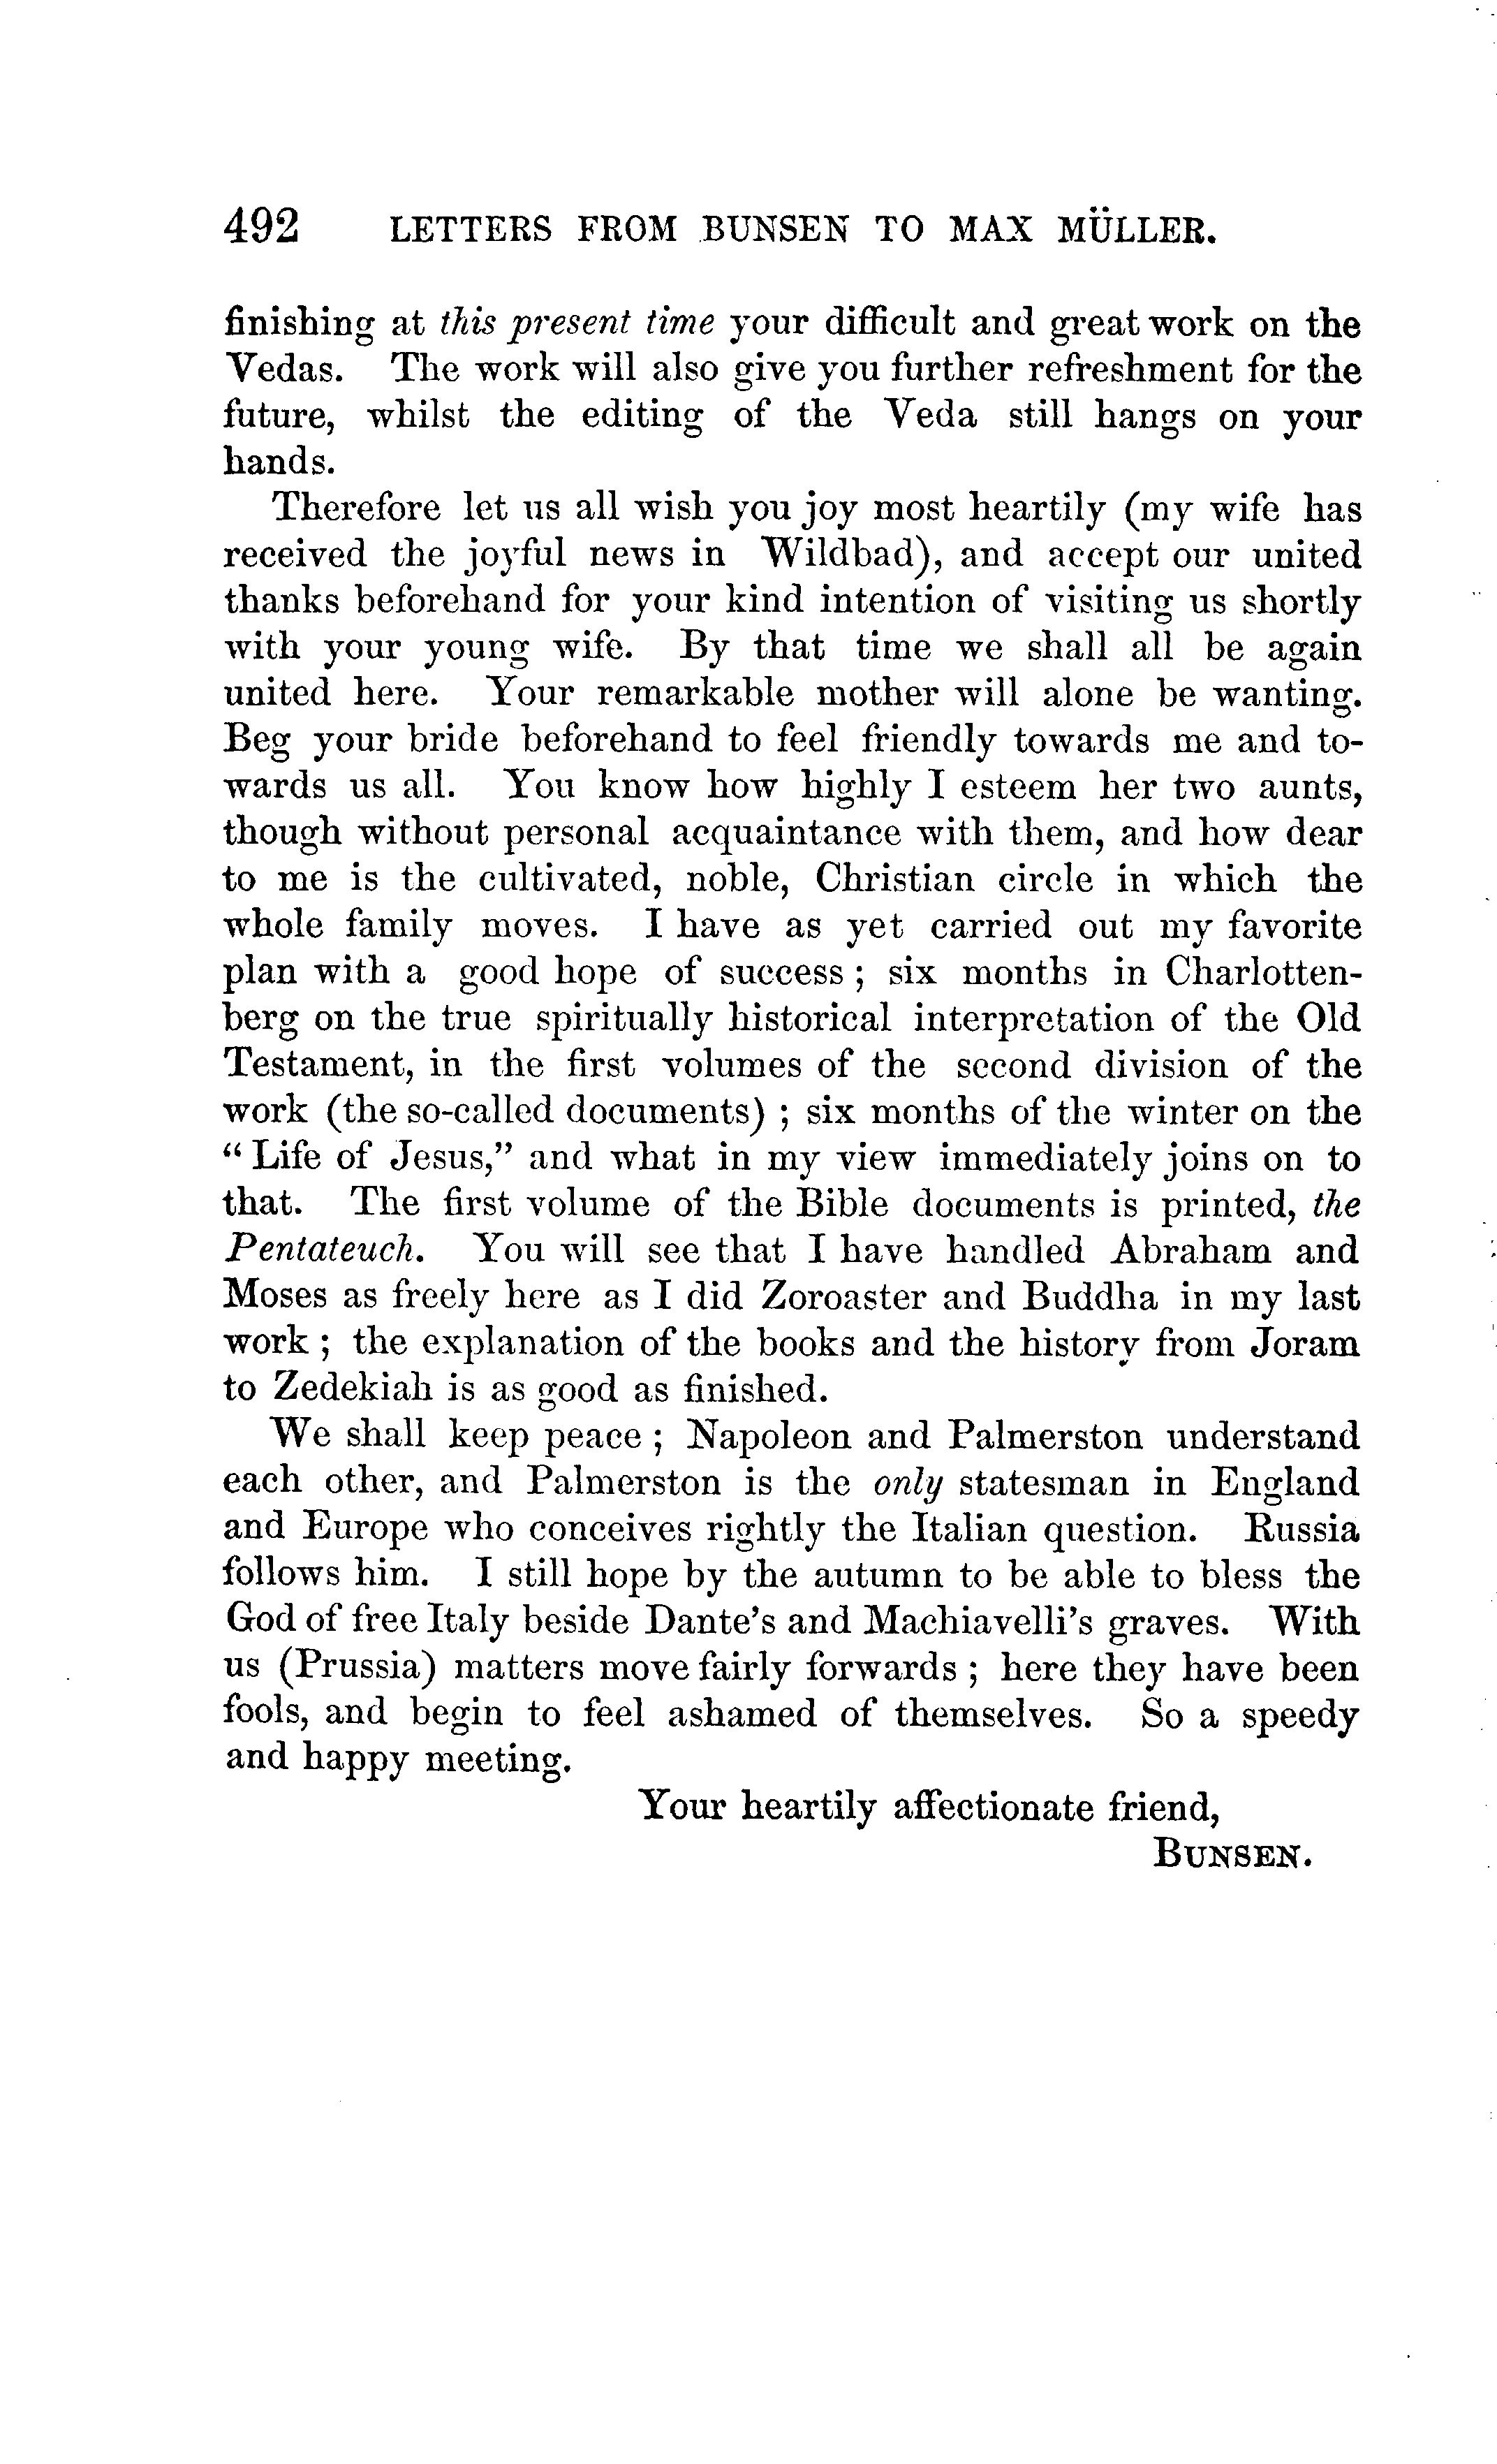 492 LETTERS FROM BUNSEN TO MAX MÜLLER.
finishing at this present time your difficult and great work on the
Vedas. The work will also give you further refreshment for the
future, whilst the editing of the Veda still hangs on your
hands.
Therefore let us all wish you joy most heartily (my wife has
received the joyful news in Wildbad), and accept our united
thanks beforehand for your kind intention of visiting us shortly
with your young wife. By that time we shall all be again
united here. Your remarkable mother will alone be wanting.
Beg your bride beforehand to feel friendly towards me and to-
wards us all. You know how highly I esteem her two aunts,
though without personal acquaintance with them, and how dear
to me is the cultivated, noble, Christian circle in which the
whole family moves. I have as yet carried out my favorite
plan with a good hope of success ; six months in Charlotten-
berg on the true spiritually historical interpretation of the Old
Testament, in the first volumes of the second division of the
work (the so-called documents) ; six months of the winter on the
“ Life of Jesus,” and what in my view immediately joins on to
that. The first volume of the Bible documents is printed, the
Pentateuch. You will see that I have handled Abraham and
Moses as freely here as I did Zoroaster and Buddha in my last
work ; the explanation of the books and the history from Joram
to Zedekiah is as good as finished.
We shall keep peace ; Napoleon and Palmerston understand
each other, and Palmerston is the only statesman in England
and Europe who conceives rightly the Italian question. Russia
follows him. I still hope by the autumn to be able to bless the
God of free Italy beside Dante’s and Machiavelli’s graves. With
us (Prussia) matters move fairly forwards ; here they have been
fools, and begin to feel ashamed of themselves. So a speedy
and happy meeting.
Your heartily affectionate friend,
BUNSEN.